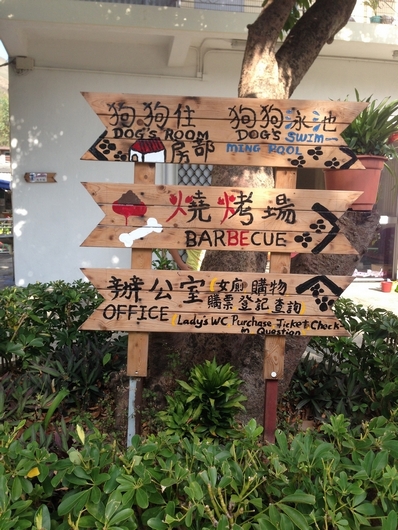 狗狗住 狗狗泳池
DOG'S ROOM DOG'S SWIM-
房部 MING POOL
燒烤場
BARBECUE
辦公室 女廁 購物
購票 登記 查詢
OFFICE Lady's WC Purchase Ticket Check
in Question